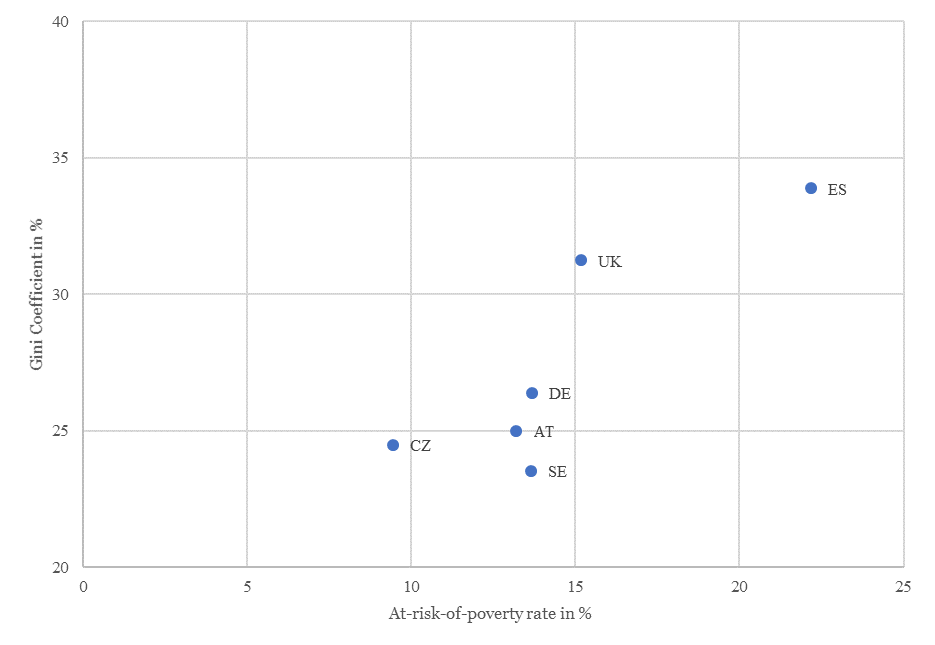 40
35
ES
UK
30
Gini Coefficient in %
DE
25
AT
CZ
SE
20
0 5 10 15 20 25
At-risk-of-poverty rate in %